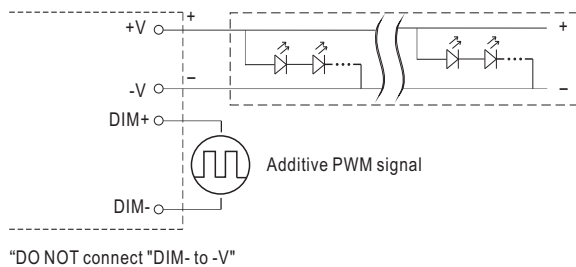 +V + +
-V − −
DIM+
Additive PWM signal
DIM-
“DO NOT connect "DIM- to -V"